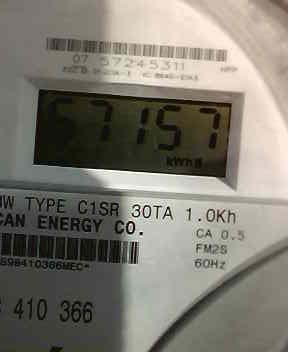 07 57245311
57157
kWh
W TYPE C1SR 30TA 1.0Kh
CAN ENERGY CO.
CA 0.5
FM2S
60Hz
410 366